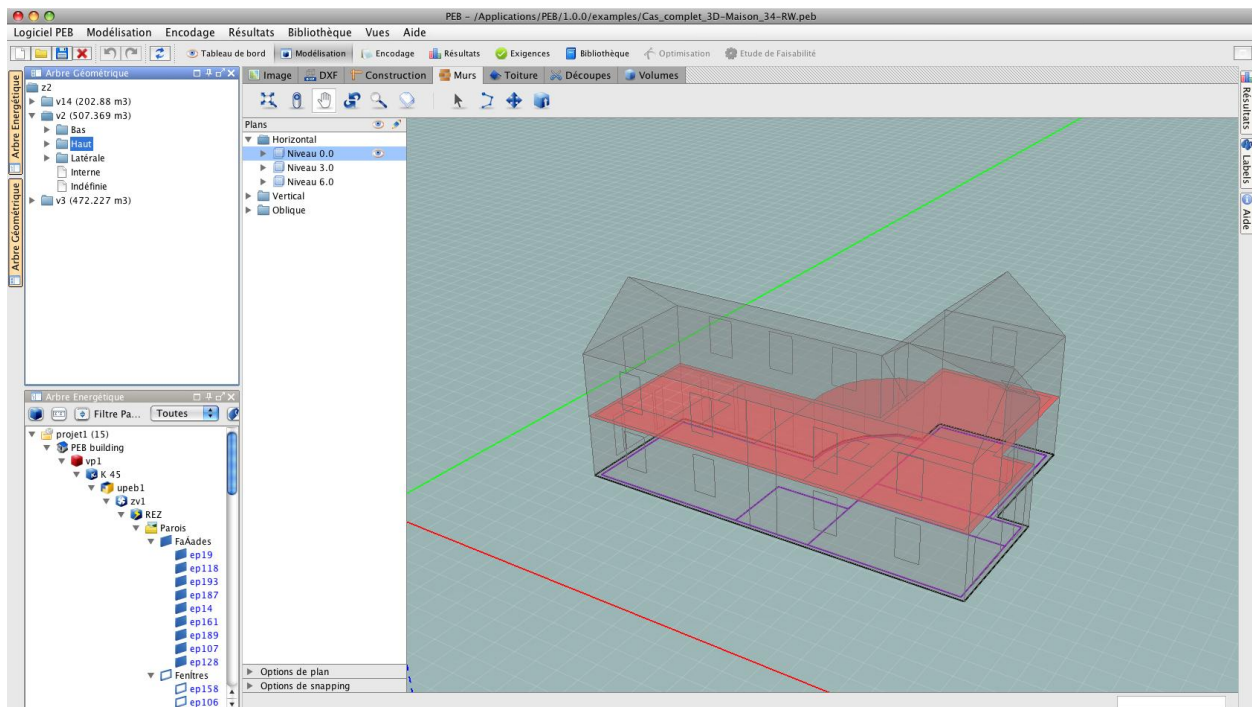 PEB - /Applications/PEB/1.0.0/examples/Cas_complet_3D-Maison_34-RW.peb
Logiciel PEB Modélisation Encodage Résultats Bibliothèque Vues Aide
Tableau de bord Modélisation Encodage Résultats Exigences Bibliothèque Optimisation Etude de Faisabilité
Arbre Energétique
Arbre Géométrique
Arbre Géométrique
z2
v14 (202.88 m3)
v2 (507.369 m3)
Bas
Haut
Latérale
Interne
Indéfinie
v3 (472.227 m3)
Arbre Energétique
Filtre Pa... Toutes
projet1 (15)
PEB building
vp1
K 45
upeb1
zv1
REZ
Parois
FaÁades
ep19
ep118
ep193
ep187
ep14
ep161
ep189
ep107
ep128
Fenítres
ep158
ep106
Image DXF Construction Murs Toiture Découpes Volumes
Plans
Horizontal
Niveau 0.0
Niveau 3.0
Niveau 6.0
Vertical
Oblique
Options de plan
Options de snapping
Résultats
Labels
Aide